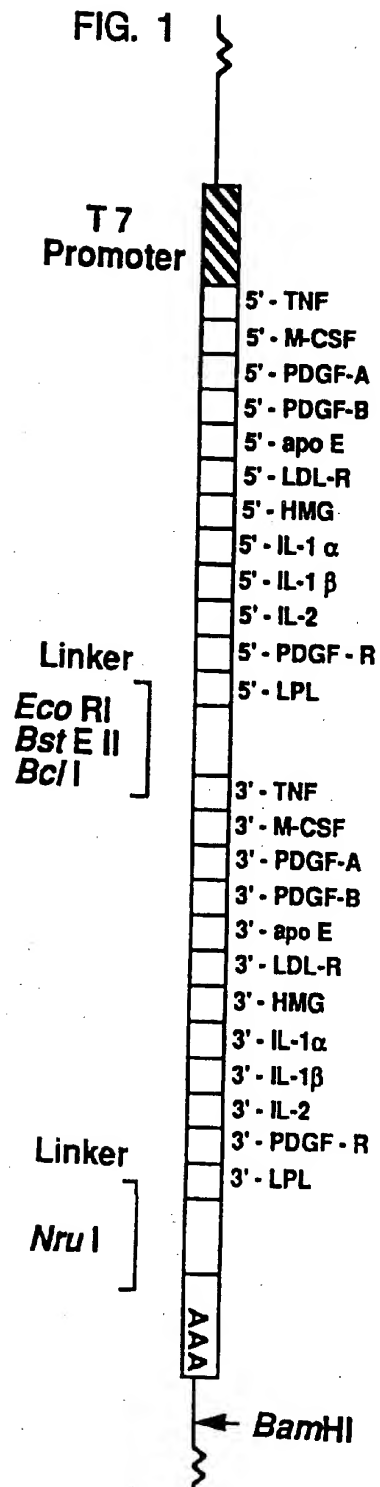 FIG. 1
T 7
Promoter
5' - TNF
5' - M-CSF
5' - PDGF-A
5' - PDGF-B
5' - apo E
5' - LDL-R
5' - HMG
5' - IL-1 α
5' - IL-1 β
5' - IL-2
5' - PDGF - R
5' - LPL
Linker
Eco RI
Bst E II
Bcl I
3' - TNF
3' - M-CSF
3' - PDGF-A
3' - PDGF-B
3' - apo E
3' - LDL-R
3' - HMG
3' - IL-1α
3' - IL-1β
3' - IL-2
3' - PDGF - R
3' - LPL
Linker
Nru I
AAA
BamHI